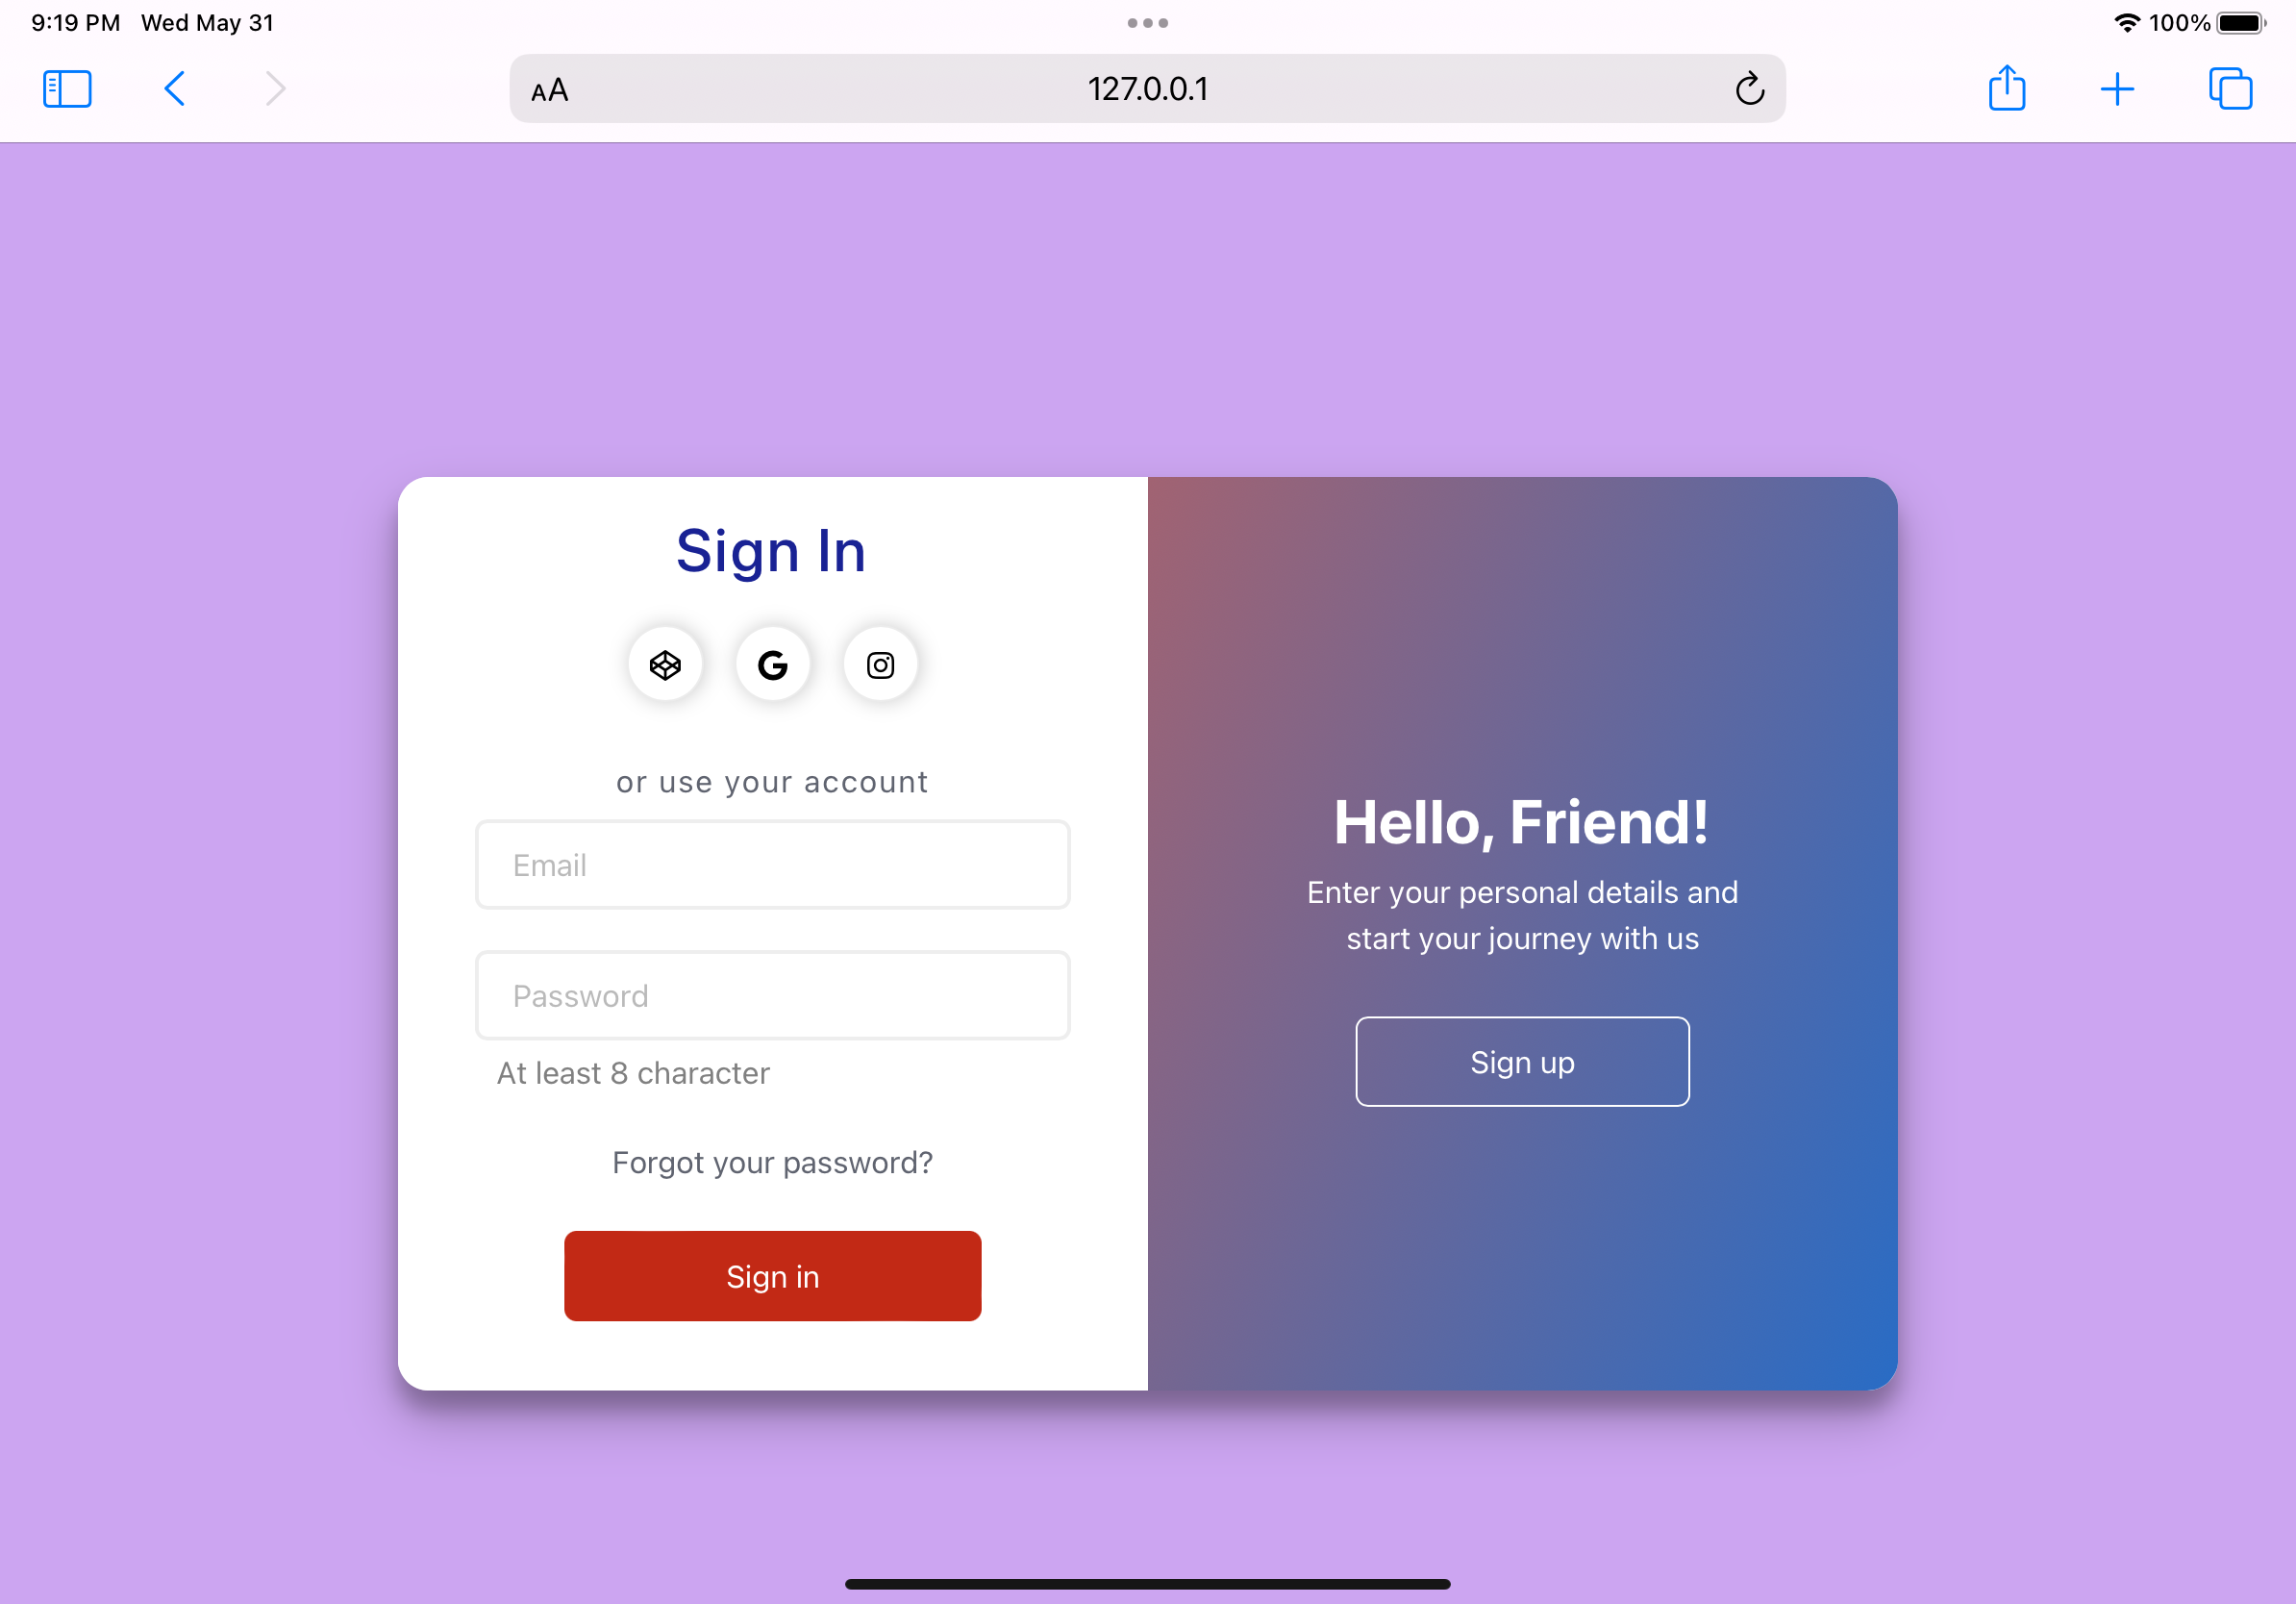 9:19 PM Wed May 31
100%
AA
127.0.0.1
Sign In
or use your account
Email
Password
At least 8 character
Forgot your password?
Sign in
Hello, Friend!
Enter your personal details and
start your journey with us
Sign up